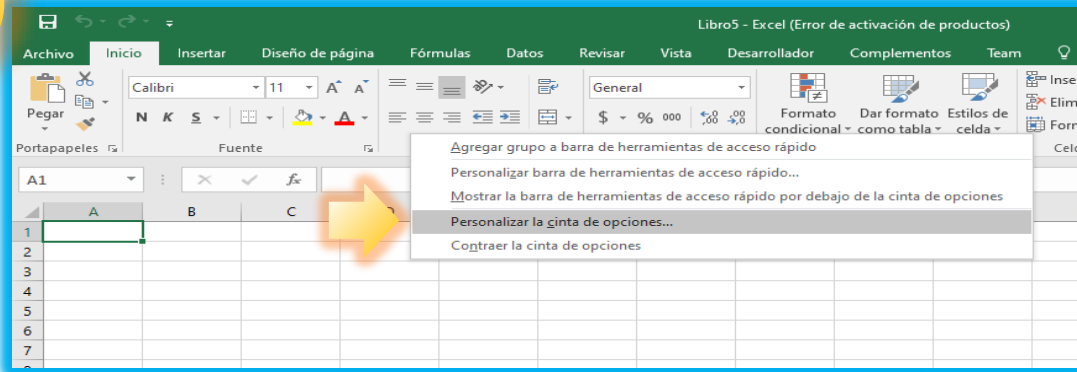 Libro5 - Excel (Error de activación de productos)
Archivo Inicio Insertar Diseño de página Fórmulas Datos Revisar Vista Desarrollador Complementos Team
Calibri 11 A A General Inse
Pegar N K S A $ % 000 Formato condicional Dar formato como tabla Estilos de celda Elim
Form
Portapapeles Fuente Celd
A1 fx
Agregar grupo a barra de herramientas de acceso rápido
Personalizar barra de herramientas de acceso rápido...
Mostrar la barra de herramientas de acceso rápido por debajo de la cinta de opciones
Personalizar la cinta de opciones...
Contraer la cinta de opciones
A B C
1
2
3
4
5
6
7